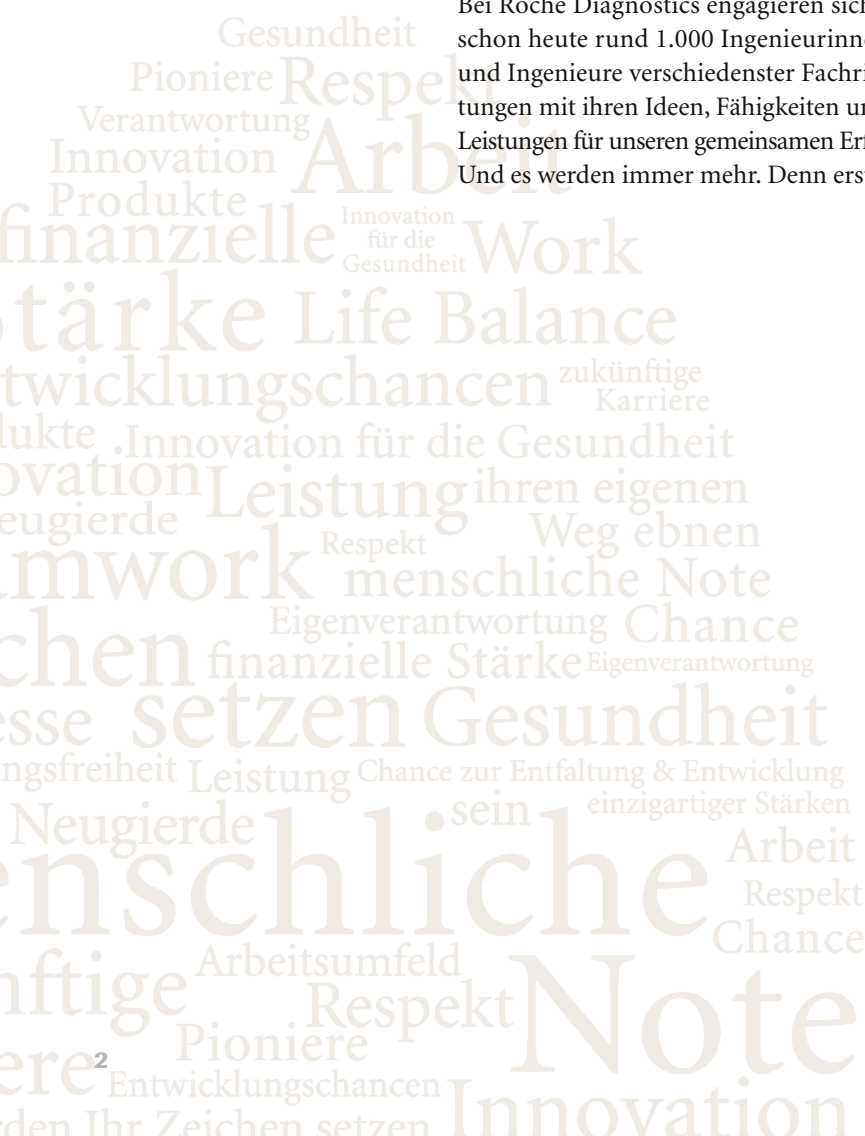 Bei Roche Diagnostics engagieren sich
schon heute rund 1.000 Ingenieurinne
und Ingenieure verschiedenster Fachri
tungen mit ihren Ideen, Fähigkeiten u
Leistungen für unseren gemeinsamen Erf
Und es werden immer mehr. Denn ers
Gesundheit
Pioniere Respekt
Verantwortung
Innovation Arbeit
Produkte
finanzielle Innovation
für die
Gesundheit Work
tärke Life Balance
twicklungschancen zukünftige
Karriere
dukte Innovation für die Gesundheit
ovation Leistung ihren eigenen
eugierde Weg ebnen
amwork Respekt
menschliche Note
Eigenverantwortung Chance
chen finanzielle Stärke Eigenverantwortung
esse setzen Gesundheit
ngsfreiheit Leistung Chance zur Entfaltung & Entwicklung
Neugierde sein einzigartiger Stärken
enschliche Arbeit
Respekt
Chance
nftige Arbeitsumfeld
Respekt Note
Pioniere
ere 2
Entwicklungschancen
rden Ihr Zeichen setzen Innovation